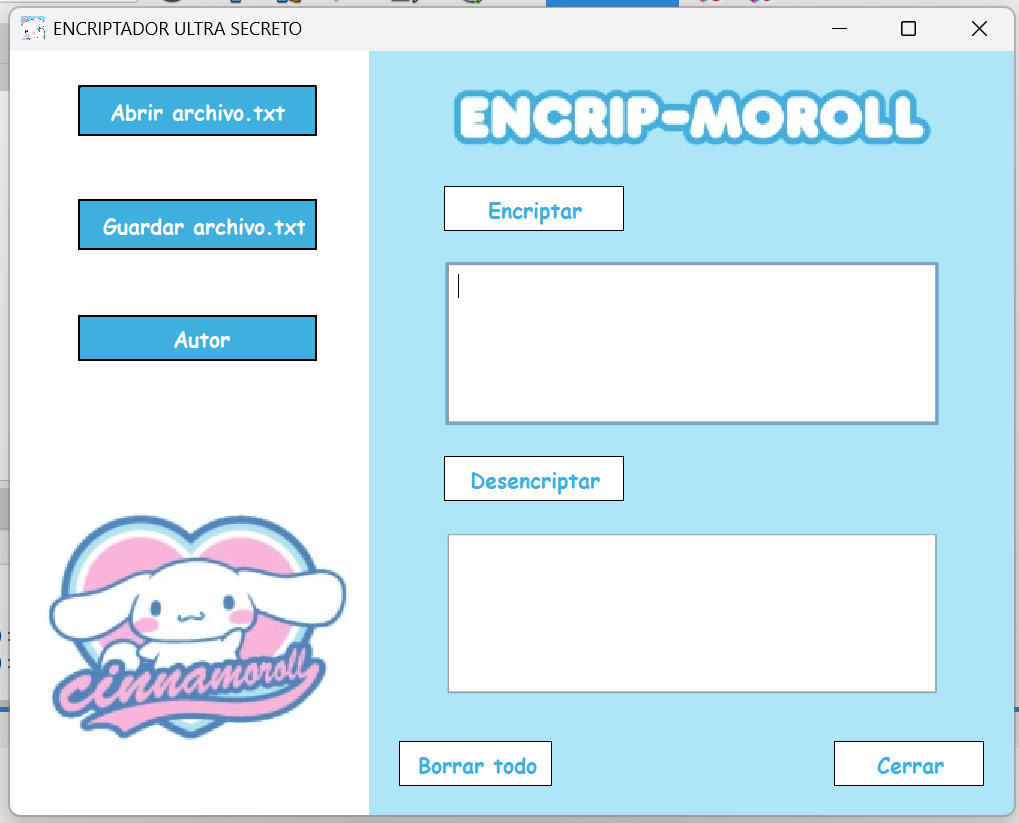 ENCRIPTADOR ULTRA SECRETO
Abrir archivo.txt
Guardar archivo.txt
Autor
cinnamoroll
ENCRIP-MOROLL
Encriptar
Desencriptar
Borrar todo
Cerrar